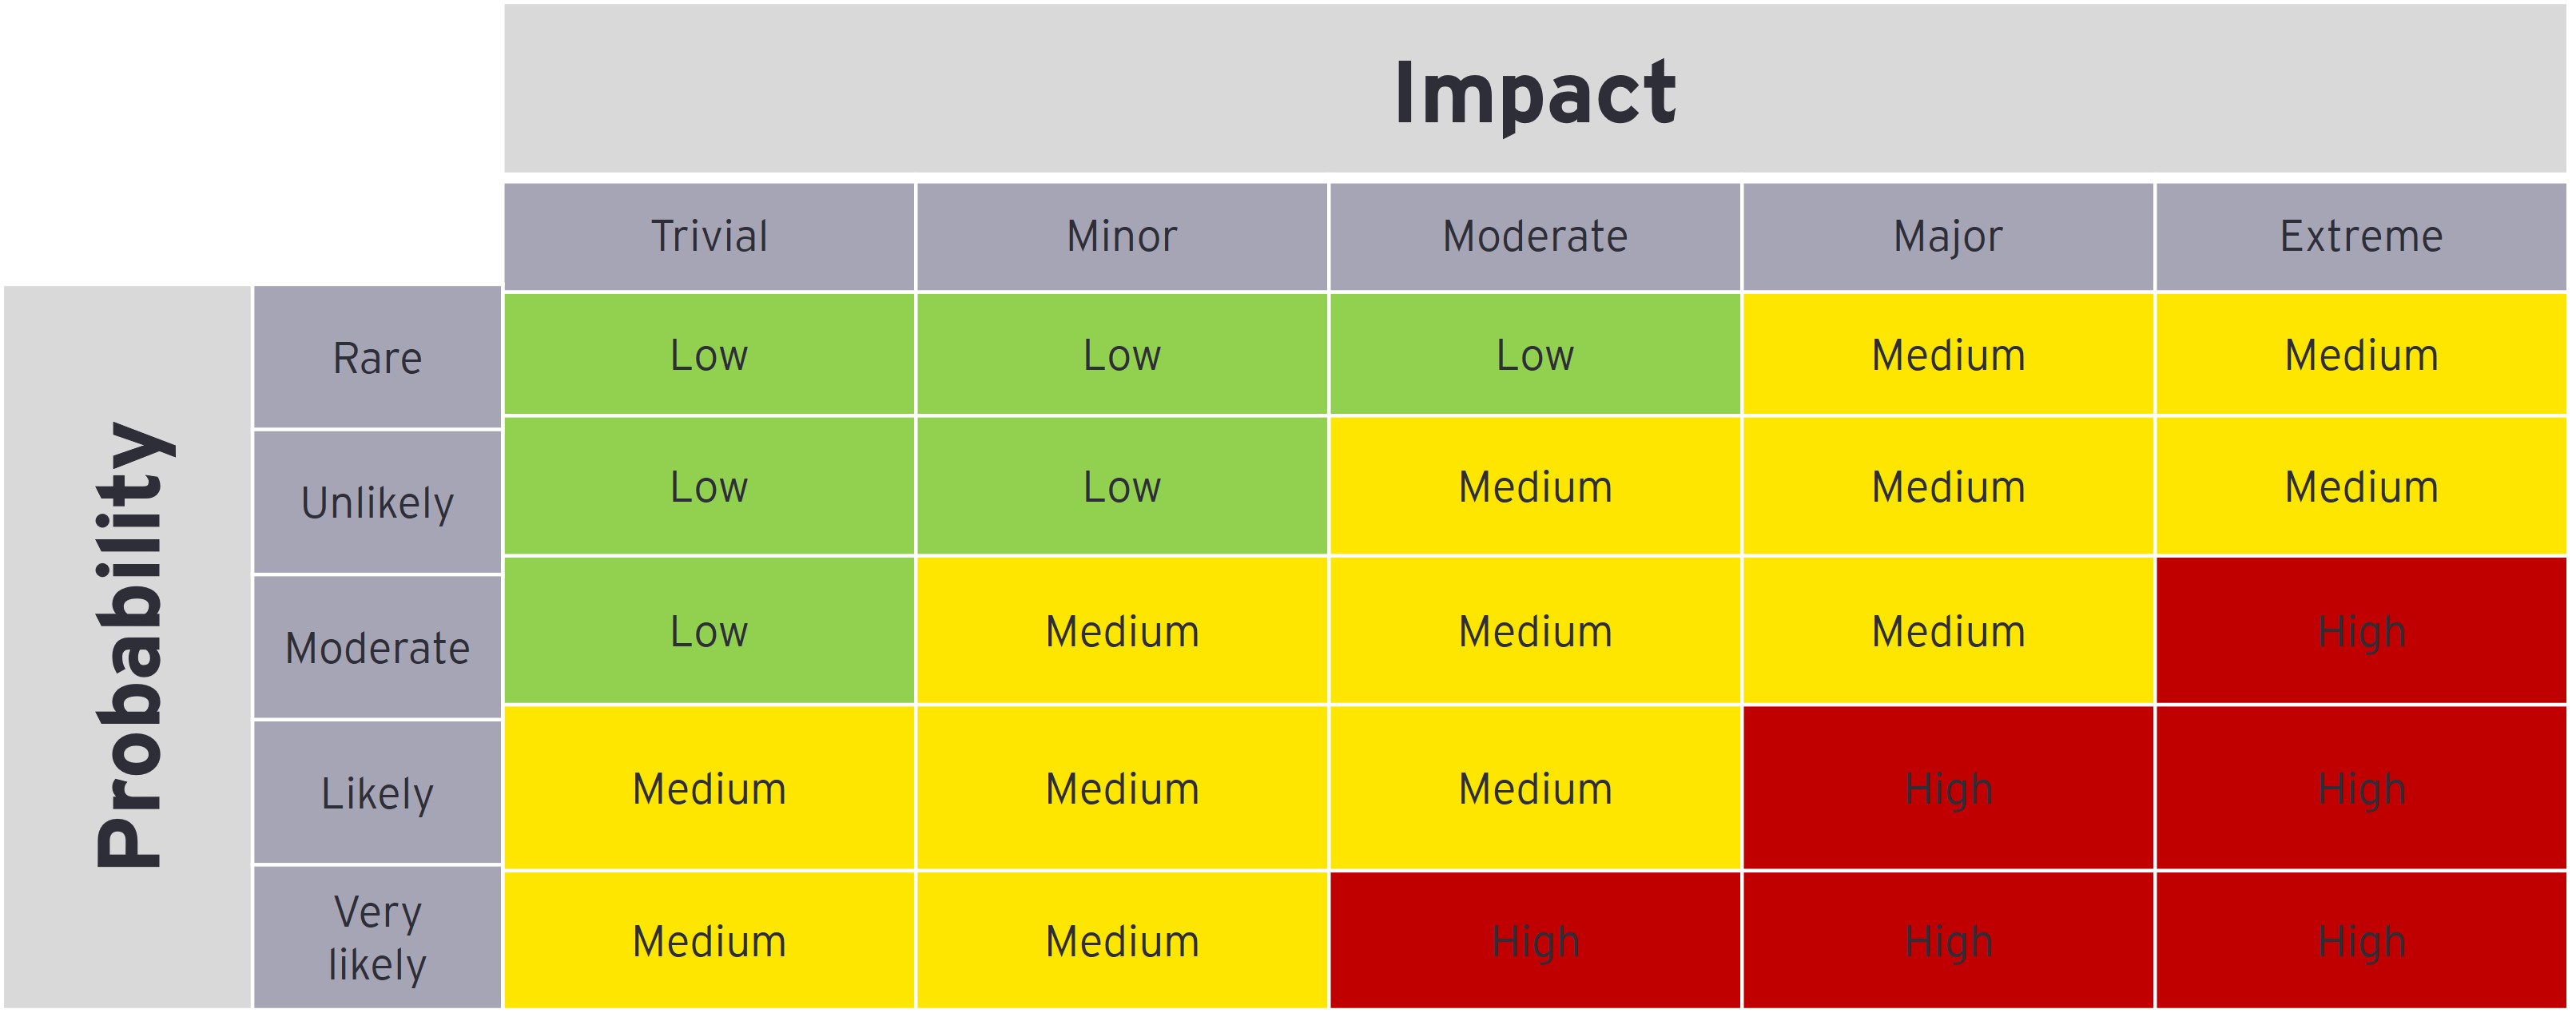 Impact
Trivial Minor Moderate Major Extreme
Probability
Rare Low Low Low Medium Medium
Unlikely Low Low Medium Medium Medium
Moderate Low Medium Medium Medium High
Likely Medium Medium Medium High High
Very
likely Medium Medium High High High